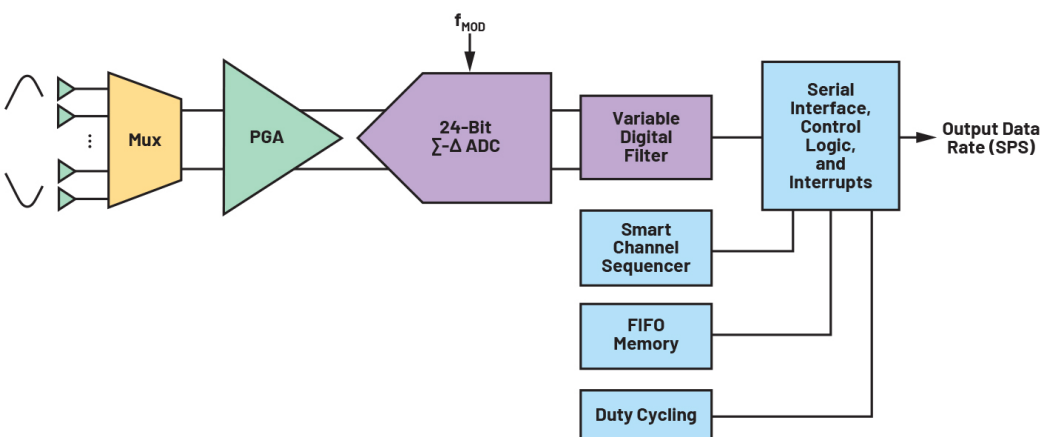 f_MOD
Mux
PGA
24-Bit
∑-Δ ADC
Variable
Digital
Filter
Serial
Interface,
Control
Logic,
and
Interrupts
Output Data
Rate (SPS)
Smart
Channel
Sequencer
FIFO
Memory
Duty Cycling